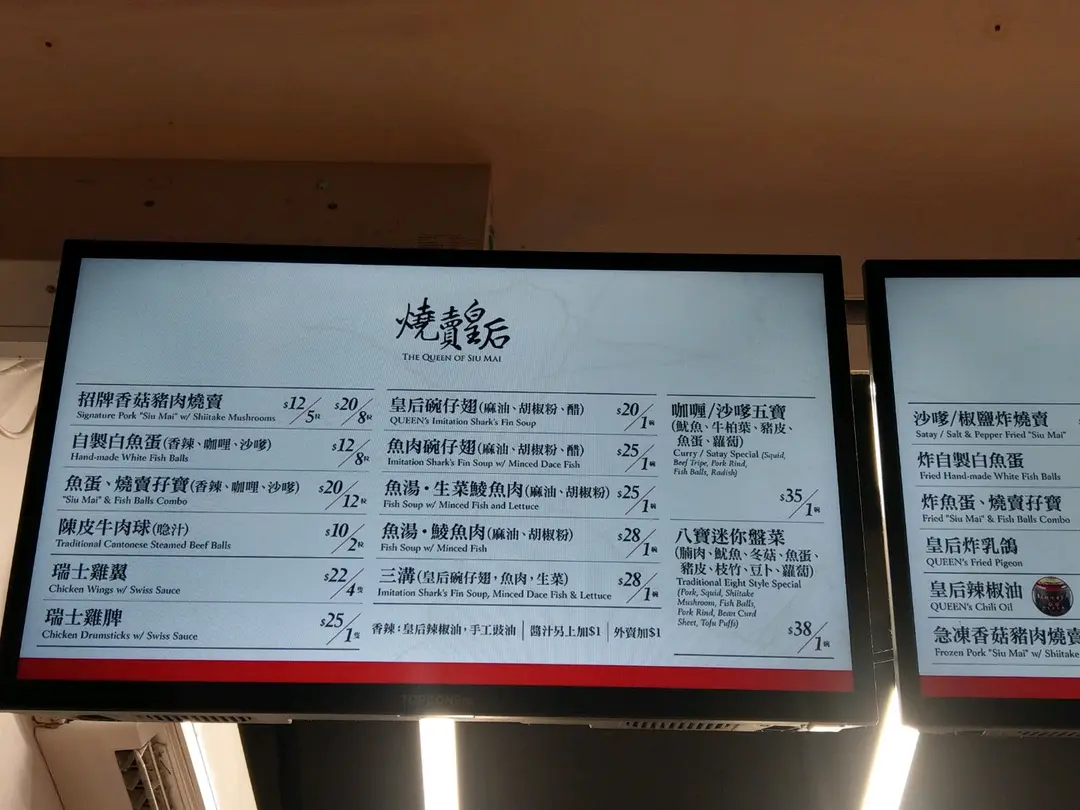 燒賣皇后
THE QUEEN OF SIU MAI
招牌香菇豬肉燒賣 $12/5粒 $20/8粒
Signature Pork "Siu Mai" w/ Shiitake Mushrooms
自製白魚蛋(香辣、咖哩、沙嗲) $12/8粒
Hand-made White Fish Balls
魚蛋、燒賣孖寶(香辣、咖哩、沙嗲) $20/12粒
"Siu Mai" & Fish Balls Combo
陳皮牛肉球(喼汁) $10/2粒
Traditional Cantonese Steamed Beef Balls
瑞士雞翼 $22/4隻
Chicken Wings w/ Swiss Sauce
瑞士雞髀 $25/1隻
Chicken Drumsticks w/ Swiss Sauce
皇后碗仔翅(麻油、胡椒粉、醋) $20/1碗
QUEEN's Imitation Shark's Fin Soup
魚肉碗仔翅(麻油、胡椒粉、醋) $25/1碗
Imitation Shark's Fin Soup w/ Minced Dace Fish
魚湯·生菜鯪魚肉(麻油、胡椒粉) $25/1碗
Fish Soup w/ Minced Fish and Lettuce
魚湯·鯪魚肉(麻油、胡椒粉) $28/1碗
Fish Soup w/ Minced Fish
三溝(皇后碗仔翅,魚肉,生菜) $28/1碗
Imitation Shark's Fin Soup, Minced Dace Fish & Lettuce
香辣:皇后辣椒油,手工豉油 | 醬汁另上加$1 | 外賣加$1
咖喱/沙嗲五寶
(魷魚、牛柏葉、豬皮、
魚蛋、蘿蔔)
Curry / Satay Special (Squid,
Beef Tripe, Pork Rind,
Fish Balls, Radish)
$35/1碗
八寶迷你盤菜
(腩肉、魷魚、冬菇、魚蛋、
豬皮、枝竹、豆卜、蘿蔔)
Traditional Eight Style Special
(Pork, Squid, Shiitake
Mushroom, Fish Balls,
Pork Rind, Bean Curd
Sheet, Tofu Puffs)
$38/1碗
沙嗲/椒鹽炸燒賣
Satay / Salt & Pepper Fried "Siu Mai"
炸自製白魚蛋
Fried Hand-made White Fish Balls
炸魚蛋、燒賣孖寶
Fried "Siu Mai" & Fish Balls Combo
皇后炸乳鴿
QUEEN's Fried Pigeon
皇后辣椒油
QUEEN's Chili Oil
急凍香菇豬肉燒賣
Frozen Pork "Siu Mai" w/ Shiitake